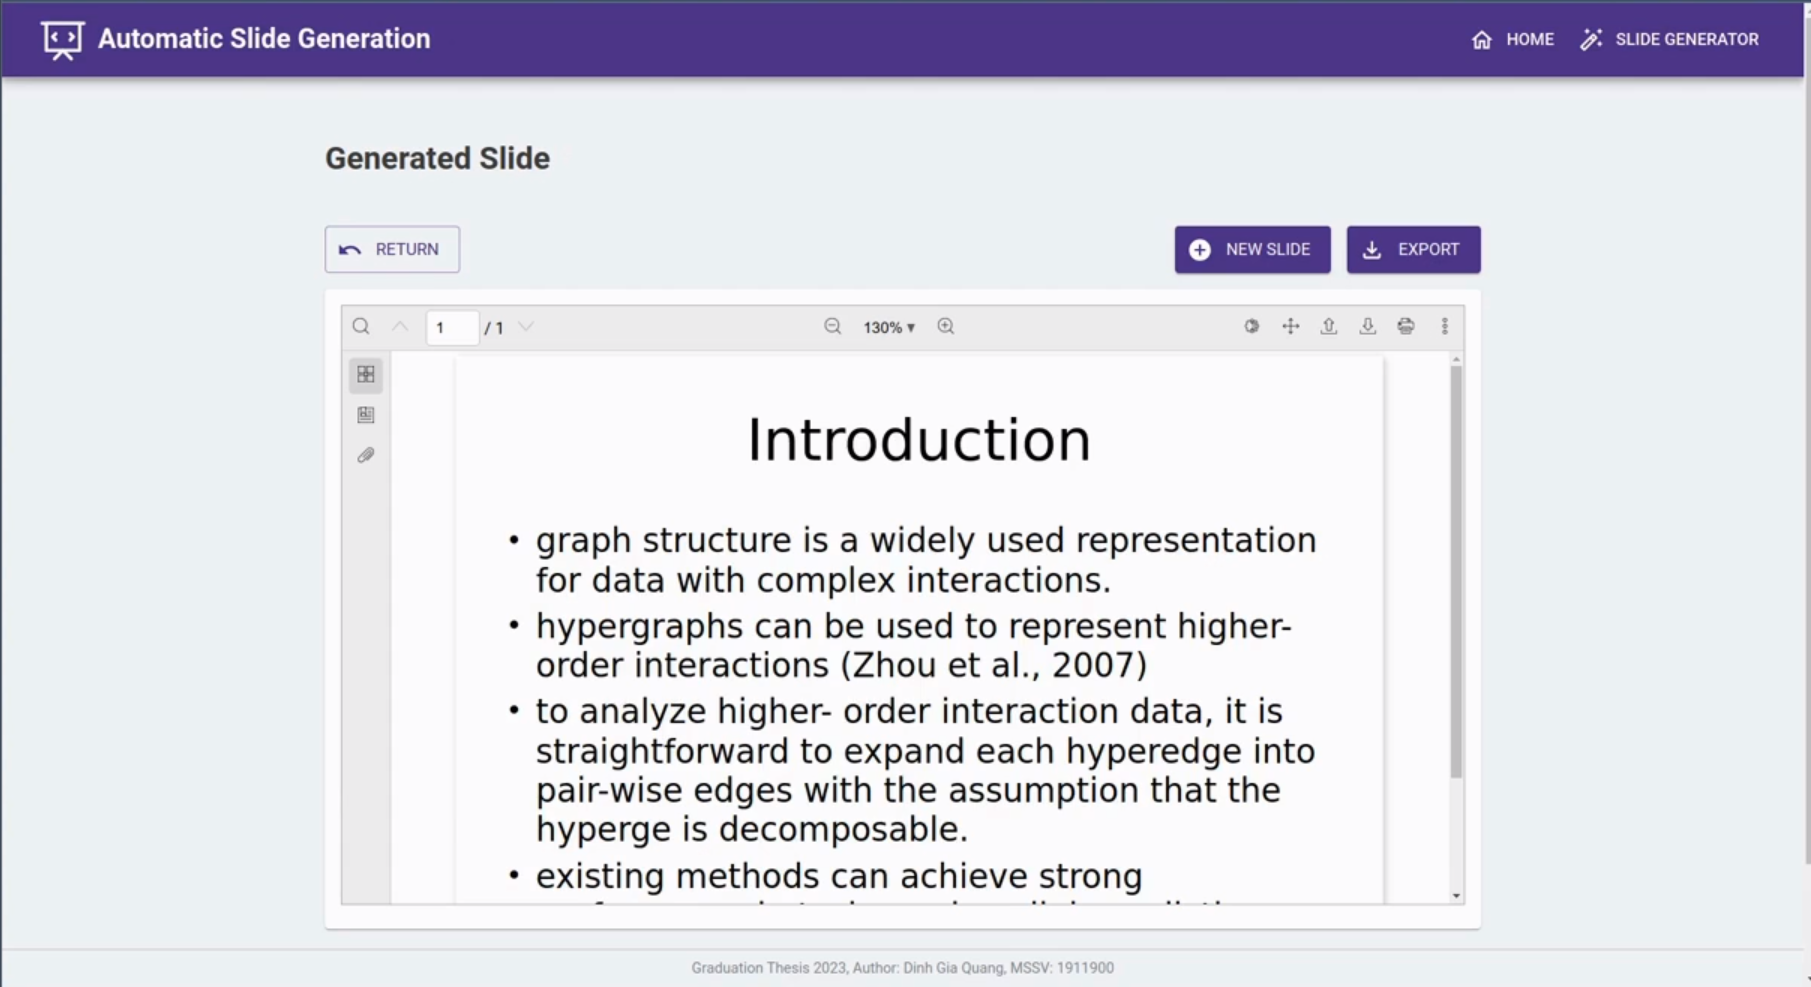 Automatic Slide Generation
HOME
SLIDE GENERATOR
Generated Slide
RETURN
NEW SLIDE
EXPORT
1 / 1
130%
Introduction
• graph structure is a widely used representation
for data with complex interactions.
• hypergraphs can be used to represent higher-
order interactions (Zhou et al., 2007)
• to analyze higher- order interaction data, it is
straightforward to expand each hyperedge into
pair-wise edges with the assumption that the
hyperge is decomposable.
• existing methods can achieve strong
Graduation Thesis 2023, Author: Dinh Gia Quang, MSSV: 1911900